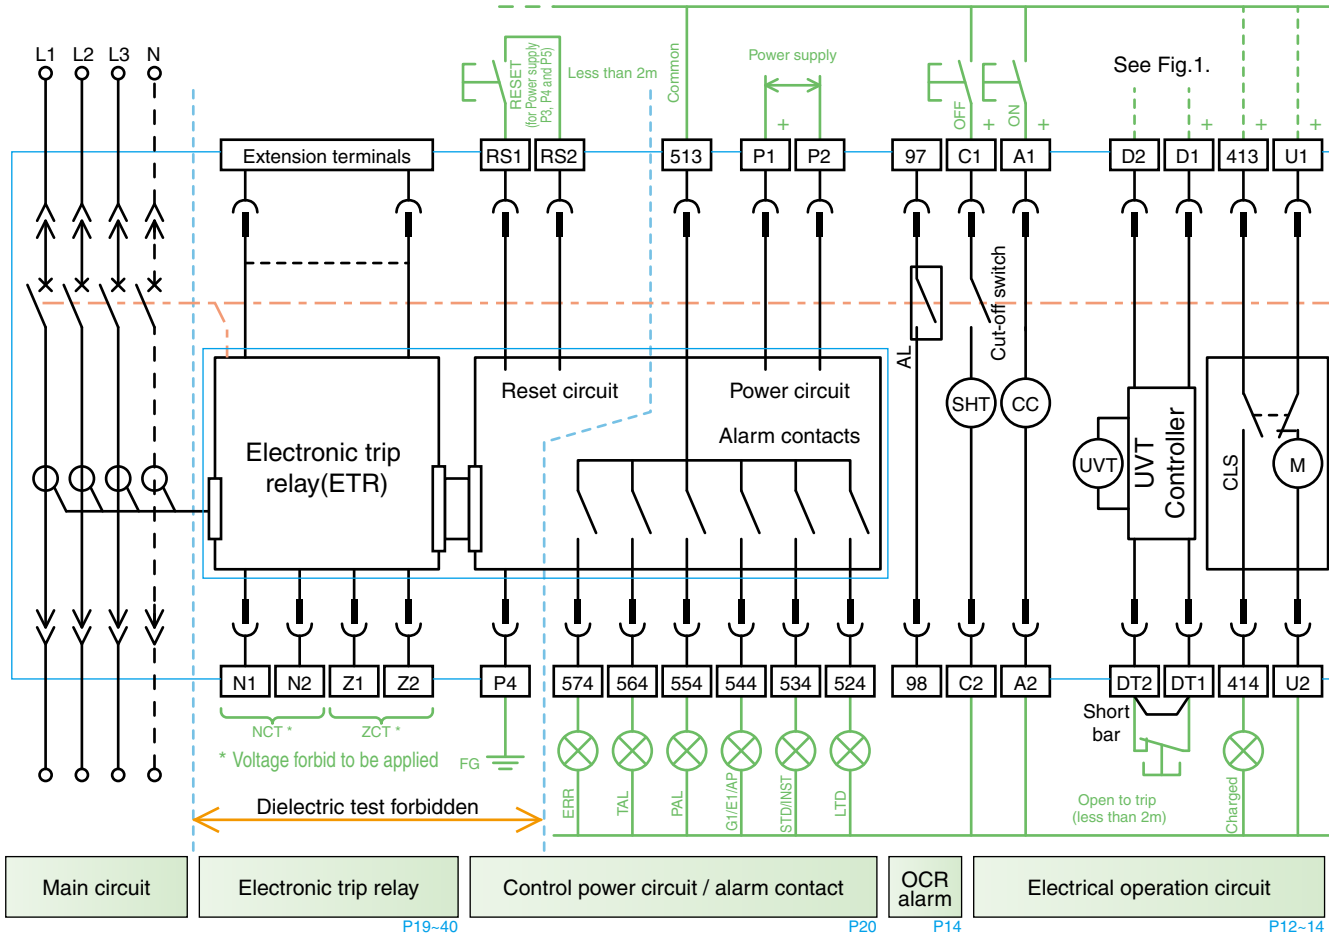 L1 L2 L3 N
RESET
(for Power supply
P3, P4 and P5)
Less than 2m
Common
Power supply
+
OFF
+
ON
+
See Fig.1.
+
+
+
Extension terminals
RS1 RS2 513 P1 P2 97 C1 A1 D2 D1 413 U1
AL
Cut-off switch
Reset circuit
Power circuit
Alarm contacts
Electronic trip
relay(ETR)
SHT
CC
UVT
UVT
Controller
CLS
M
N1 N2 Z1 Z2 P4 574 564 554 544 534 524 98 C2 A2 DT2 DT1 414 U2
NCT *
ZCT *
* Voltage forbid to be applied
FG
Short
bar
ERR
TAL
PAL
G1/E1/AP
STD/INST
LTD
Open to trip
(less than 2m)
Charged
Dielectric test forbidden
Main circuit
Electronic trip relay
Control power circuit / alarm contact
OCR
alarm
Electrical operation circuit
P19~40
P20
P14
P12~14